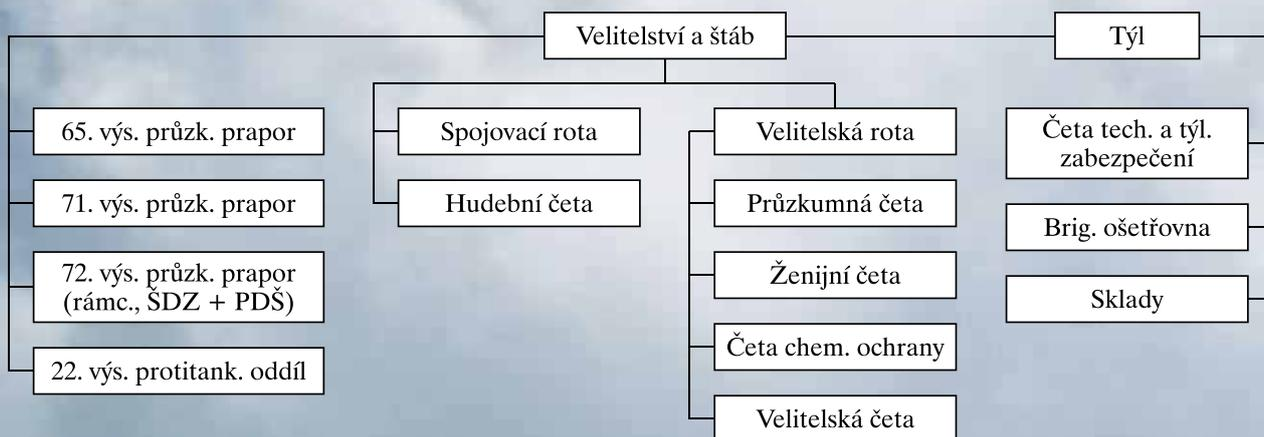 Velitelství a štáb
Týl
65. výs. průzk. prapor
71. výs. průzk. prapor
72. výs. průzk. prapor
(rámc., ŠDZ + PDŠ)
22. výs. protitank. oddíl
Spojovací rota
Hudební četa
Velitelská rota
Průzkumná četa
Ženijní četa
Četa chem. ochrany
Velitelská četa
Četa tech. a týl.
zabezpečení
Brig. ošetřovna
Sklady